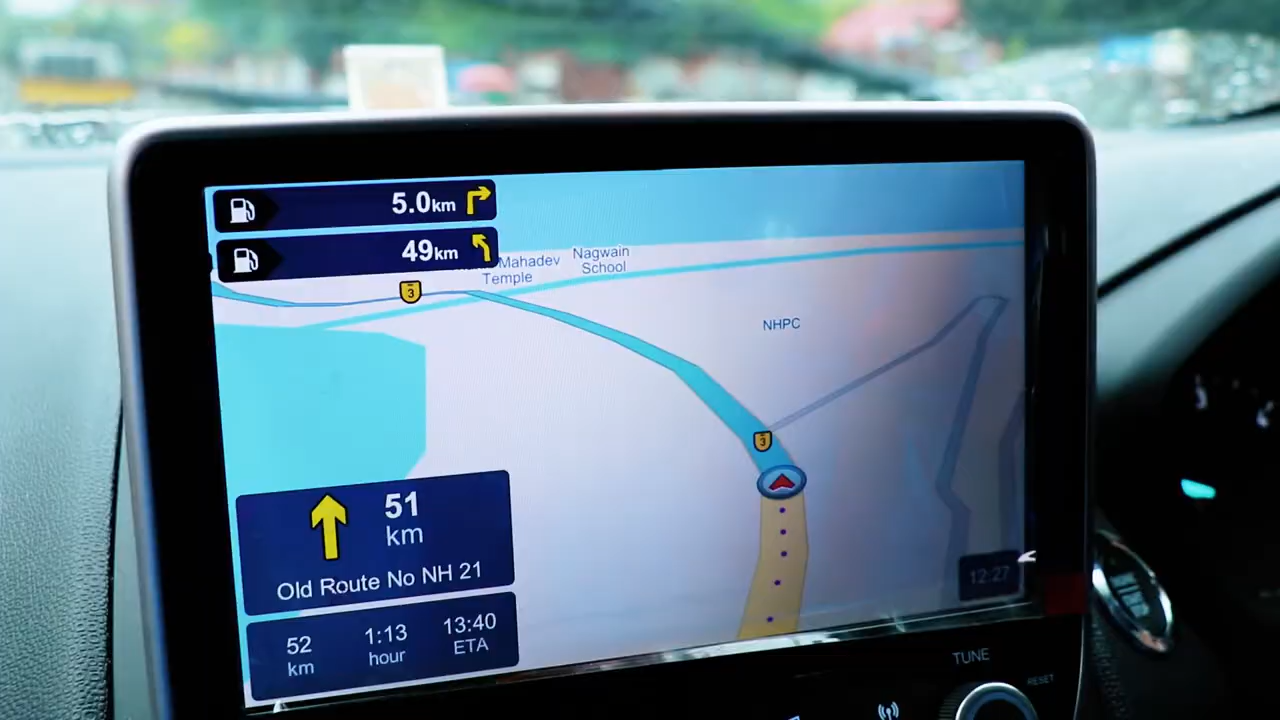 5.0km
49km
Mahadev
Temple
Nagwain
School
3
NHPC
3
51
km
Old Route No NH 21
52
km
1:13
hour
13:40
ETA
12:27
TUNE
RESET